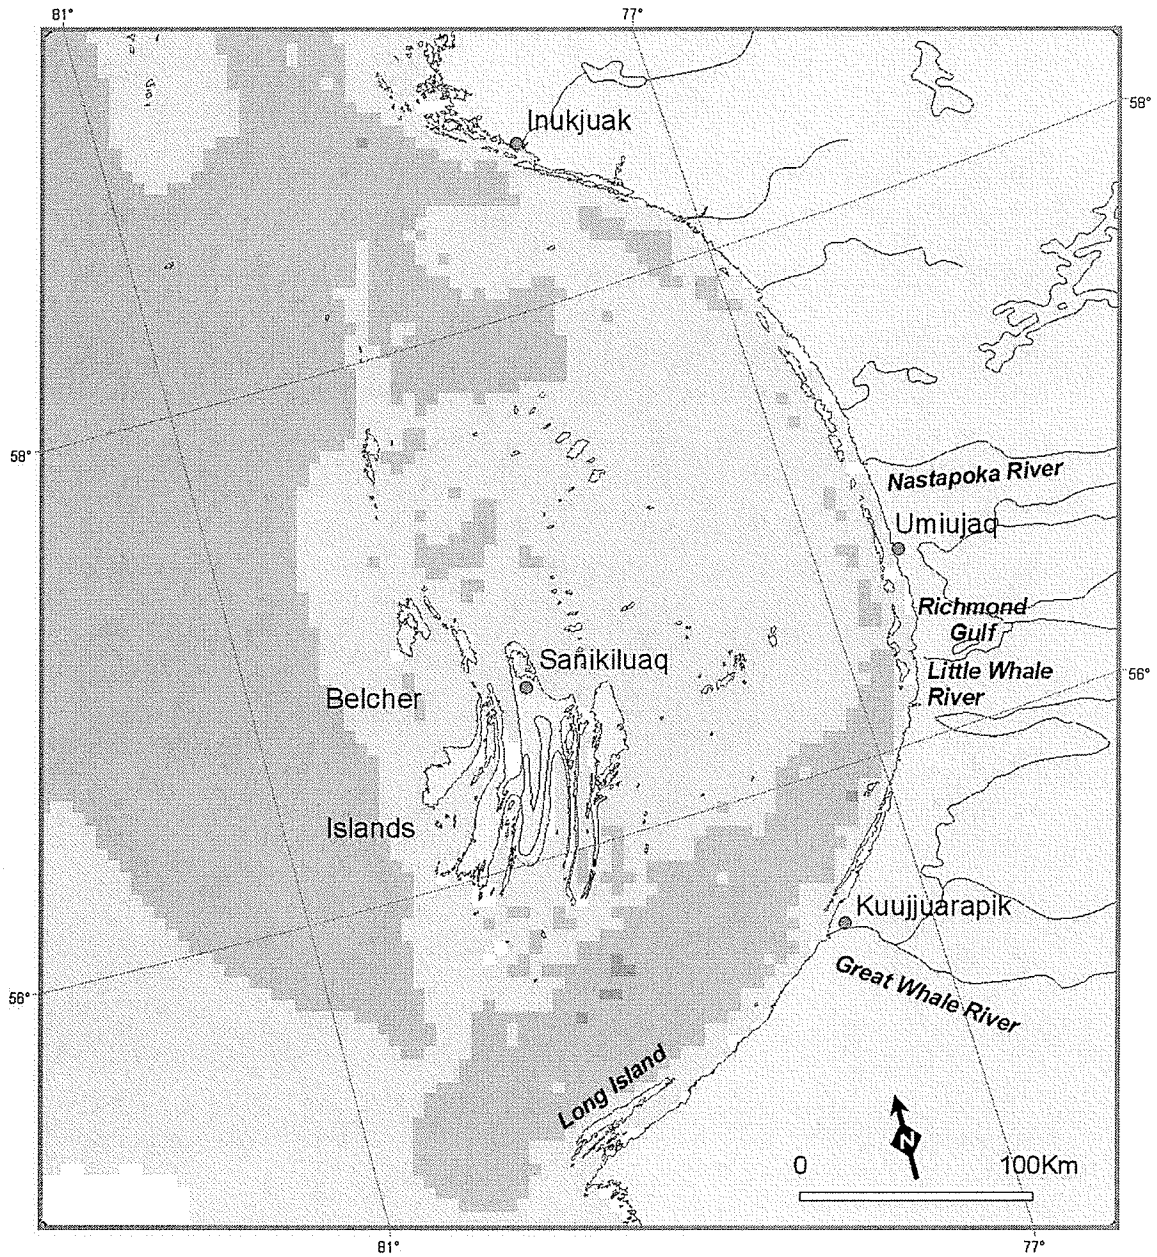 81°
77°
58°
Inukjuak
58°
Nastapoka River
Umiujaq
Richmond
Gulf
Sanikiluaq
Little Whale
River
56°
Belcher
Islands
Kuujjuarapik
Great Whale River
56°
Long Island
N
0
100Km
81°
77°